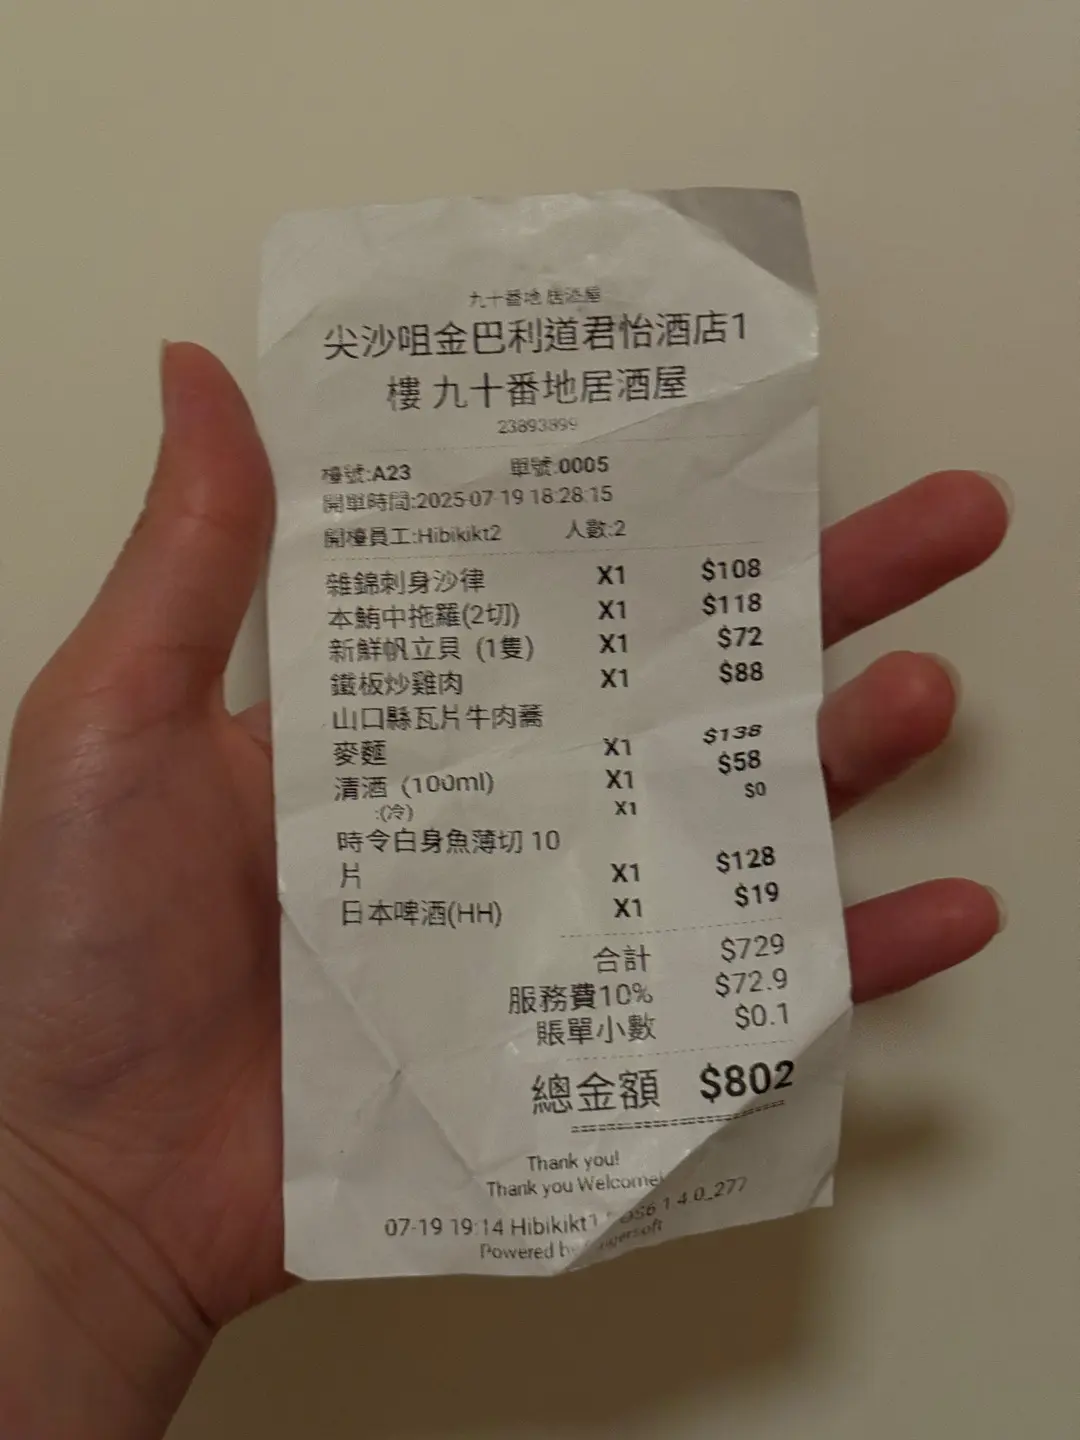 九十番地 居酒屋
尖沙咀金巴利道君怡酒店1
樓 九十番地居酒屋
23893899
檯號:A23 單號:0005
開單時間:2025-07-19 18:28:15
開檯員工:Hibikikt2 人數:2
雜錦刺身沙律 X1 $108
本鮪中拖羅(2切) X1 $118
新鮮帆立貝 (1隻) X1 $72
鐵板炒雞肉 X1 $88
山口縣瓦片牛肉蕎
麥麵 X1 $138
清酒 (100ml) X1 $58
:(冷) X1 $0
時令白身魚薄切 10
片 X1 $128
日本啤酒(HH) X1 $19
合計 $729
服務費10% $72.9
賬單小數 $0.1
總金額 $802
Thank you!
Thank you Welcome!
07-19 19:14 Hibikikt1 1.4.0_277
Powered